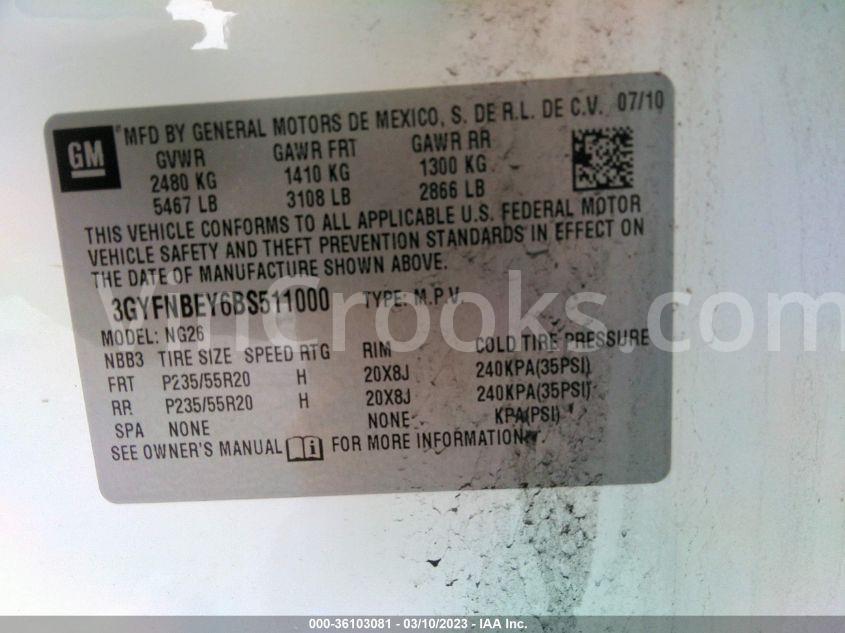 GM
®MFD BY GENERAL MOTORS DE MEXICO, S. DE R.L. DE C.V. 07/10
GVWR GAWR FRT GAWR RR
2480 KG 1410 KG 1300 KG
5467 LB 3108 LB 2866 LB
THIS VEHICLE CONFORMS TO ALL APPLICABLE U.S. FEDERAL MOTOR
VEHICLE SAFETY AND THEFT PREVENTION STANDARDS IN EFFECT ON
THE DATE OF MANUFACTURE SHOWN ABOVE.
3GYFNBEY6BS511000 TYPE: M.P.V.
MODEL: NG26
NBB3 TIRE SIZE SPEED RTG RIM COLD TIRE PRESSURE
FRT P235/55R20 H 20X8J 240KPA(35PSI)
RR P235/55R20 H 20X8J 240KPA(35PSI)
SPA NONE NONE KPA(PSI)
SEE OWNER'S MANUAL i FOR MORE INFORMATION.
VinCrooks.com
000-36103081 - 03/10/2023 - IAA Inc.